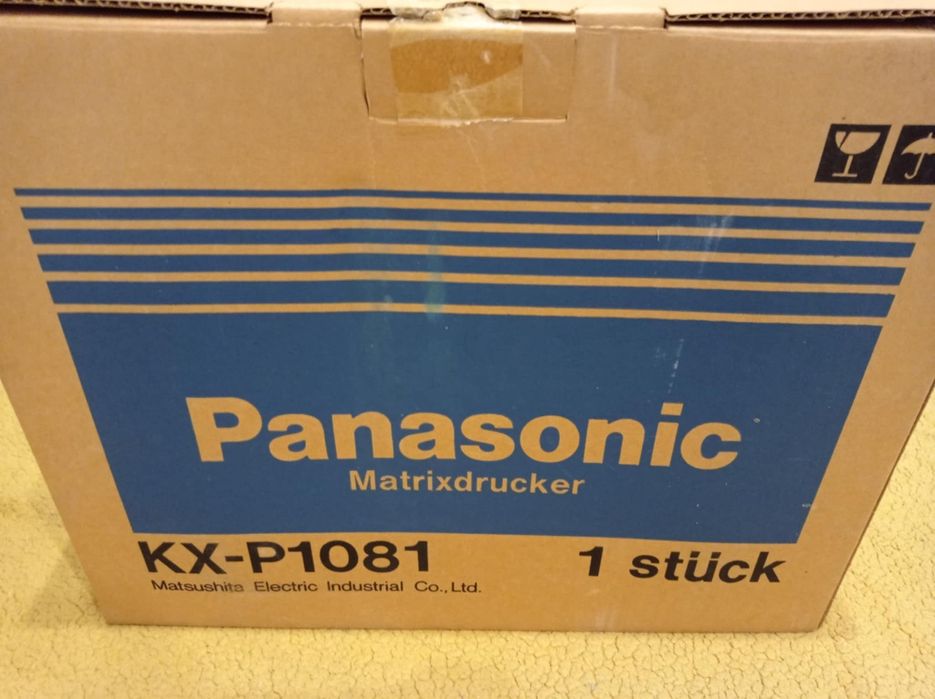 Panasonic
Matrixdrucker
KX-P1081
1 stück
Matsushita Electric Industrial Co., Ltd.